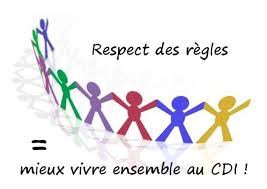 Respect des règles
=
mieux vivre ensemble au CDI !